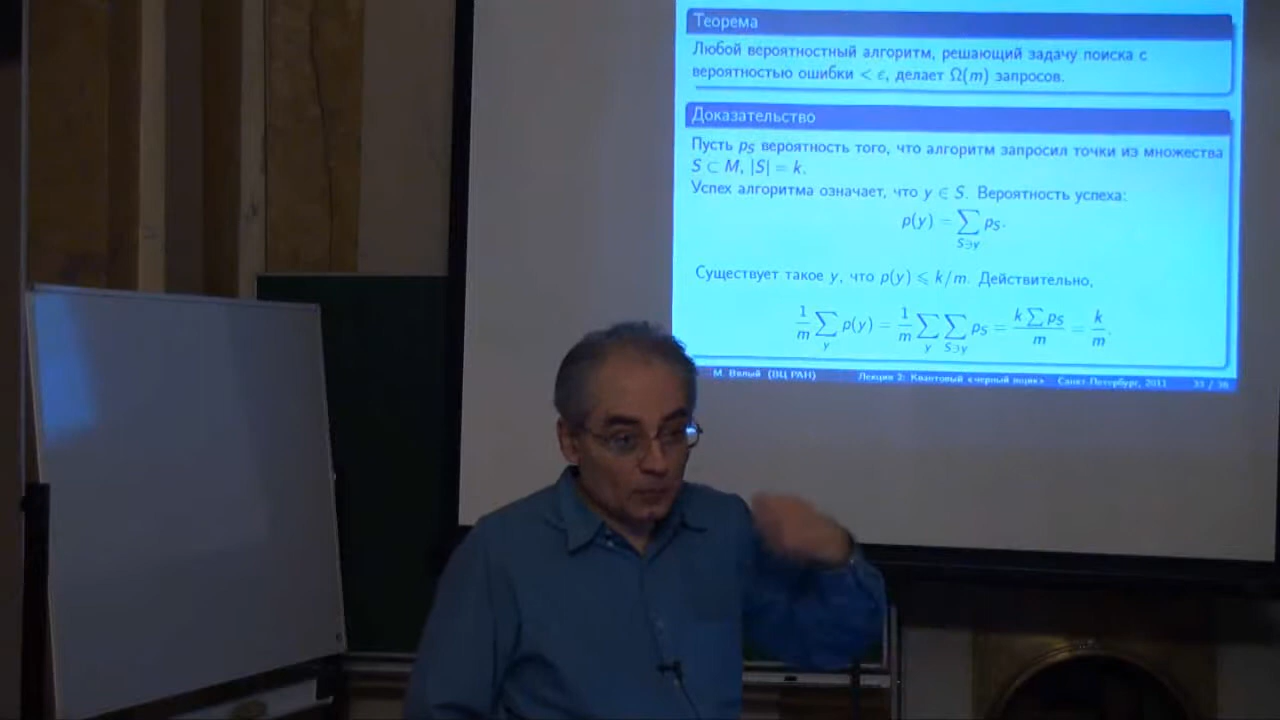 Теорема
Любой вероятностный алгоритм, решающий задачу поиска с
вероятностью ошибки < ε, делает Ω(m) запросов.
Доказательство
Пусть p_S вероятность того, что алгоритм запросил точки из множества
S ⊂ M, |S| = k.
Успех алгоритма означает, что y ∈ S. Вероятность успеха:
p(y) = ∑_{S∋y} p_S.
Существует такое y, что p(y) ⩽ k/m. Действительно,
1/m ∑_y p(y) = 1/m ∑_y ∑_{S∋y} p_S = k ∑ p_S / m = k/m.
М. Вялый (ВЦ РАН) Лекция 2: Квантовый «черный ящик» Санкт-Петербург, 2011 / 36